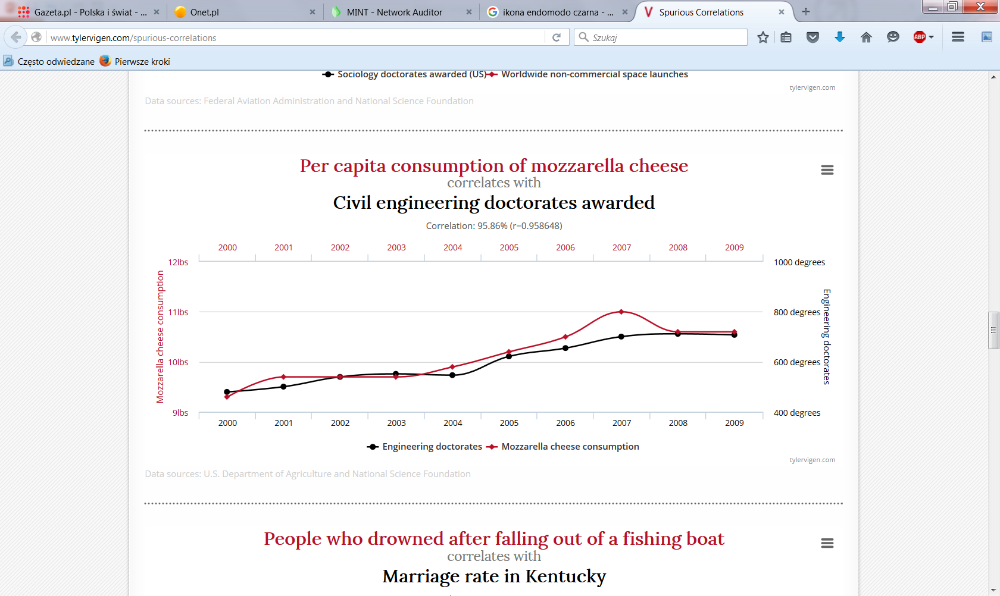 Gazeta.pl - Polska i świat - ...
Onet.pl
MINT - Network Auditor
ikona endomodo czarna - ...
Spurious Correlations
www.tylervigen.com/spurious-correlations
Szukaj
ABP
Często odwiedzane
Pierwsze kroki
Sociology doctorates awarded (US)
Worldwide non-commercial space launches
tylervigen.com
Data sources: Federal Aviation Administration and National Science Foundation
Per capita consumption of mozzarella cheese
correlates with
Civil engineering doctorates awarded
Correlation: 95.86% (r=0.958648)
2000 2001 2002 2003 2004 2005 2006 2007 2008 2009
12lbs
11lbs
10lbs
9lbs
Mozzarella cheese consumption
1000 degrees
800 degrees
600 degrees
400 degrees
Engineering doctorates
2000 2001 2002 2003 2004 2005 2006 2007 2008 2009
Engineering doctorates
Mozzarella cheese consumption
tylervigen.com
Data sources: U.S. Department of Agriculture and National Science Foundation
People who drowned after falling out of a fishing boat
correlates with
Marriage rate in Kentucky